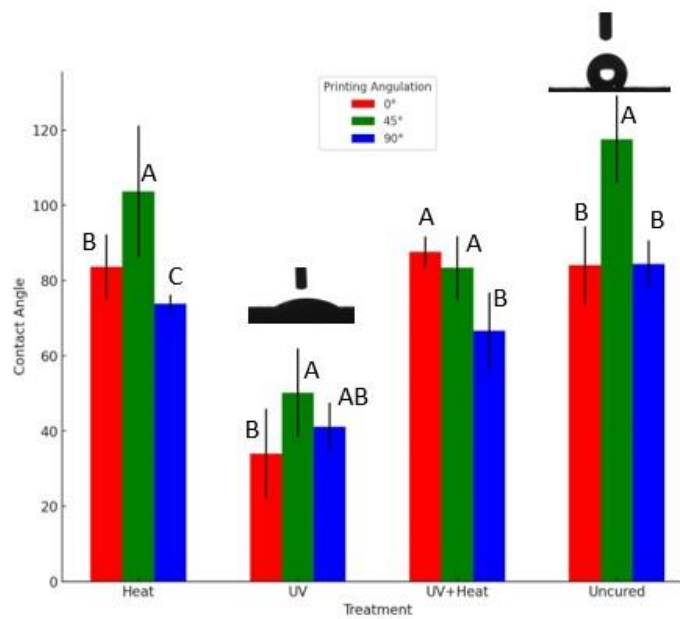 Printing Angulation
0°
45°
90°
Contact Angle
120
100
80
60
40
20
0
B
A
C
B
A
AB
A
A
B
B
A
B
Heat
UV
UV+Heat
Uncured
Treatment